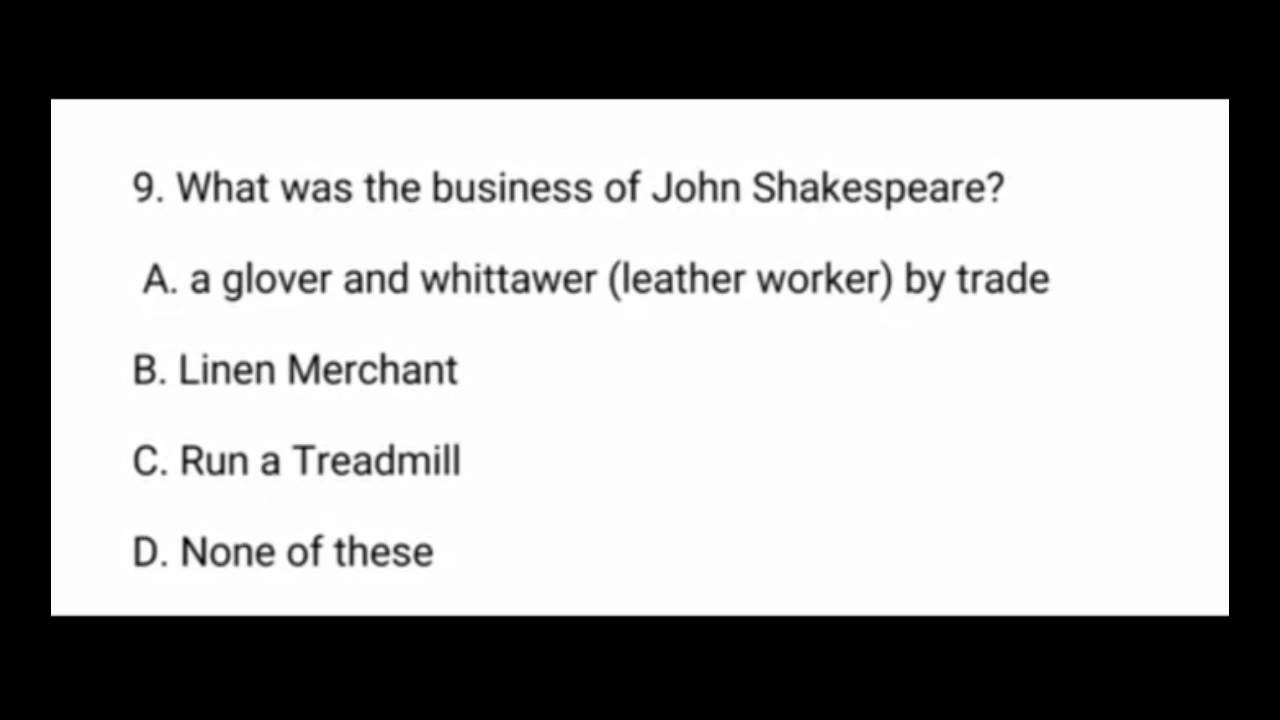 9. What was the business of John Shakespeare?
A. a glover and whittawer (leather worker) by trade
B. Linen Merchant
C. Run a Treadmill
D. None of these